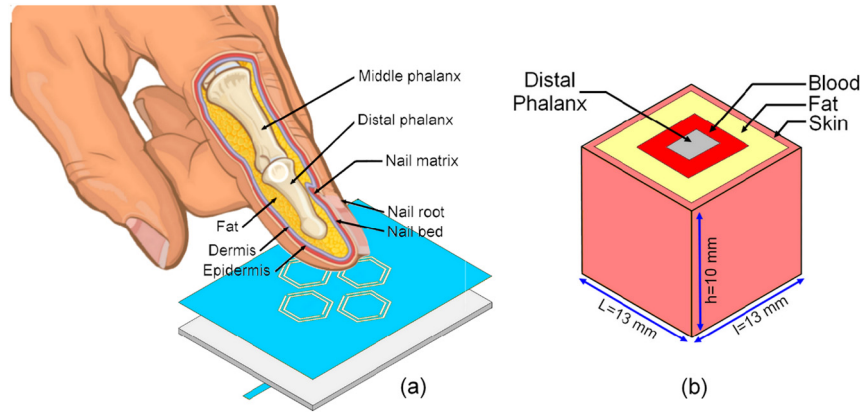 Middle phalanx
Distal phalanx
Nail matrix
Nail root
Nail bed
Fat
Dermis
Epidermis
(a)
Distal
Phalanx
Blood
Fat
Skin
h=10 mm
L=13 mm
l=13 mm
(b)